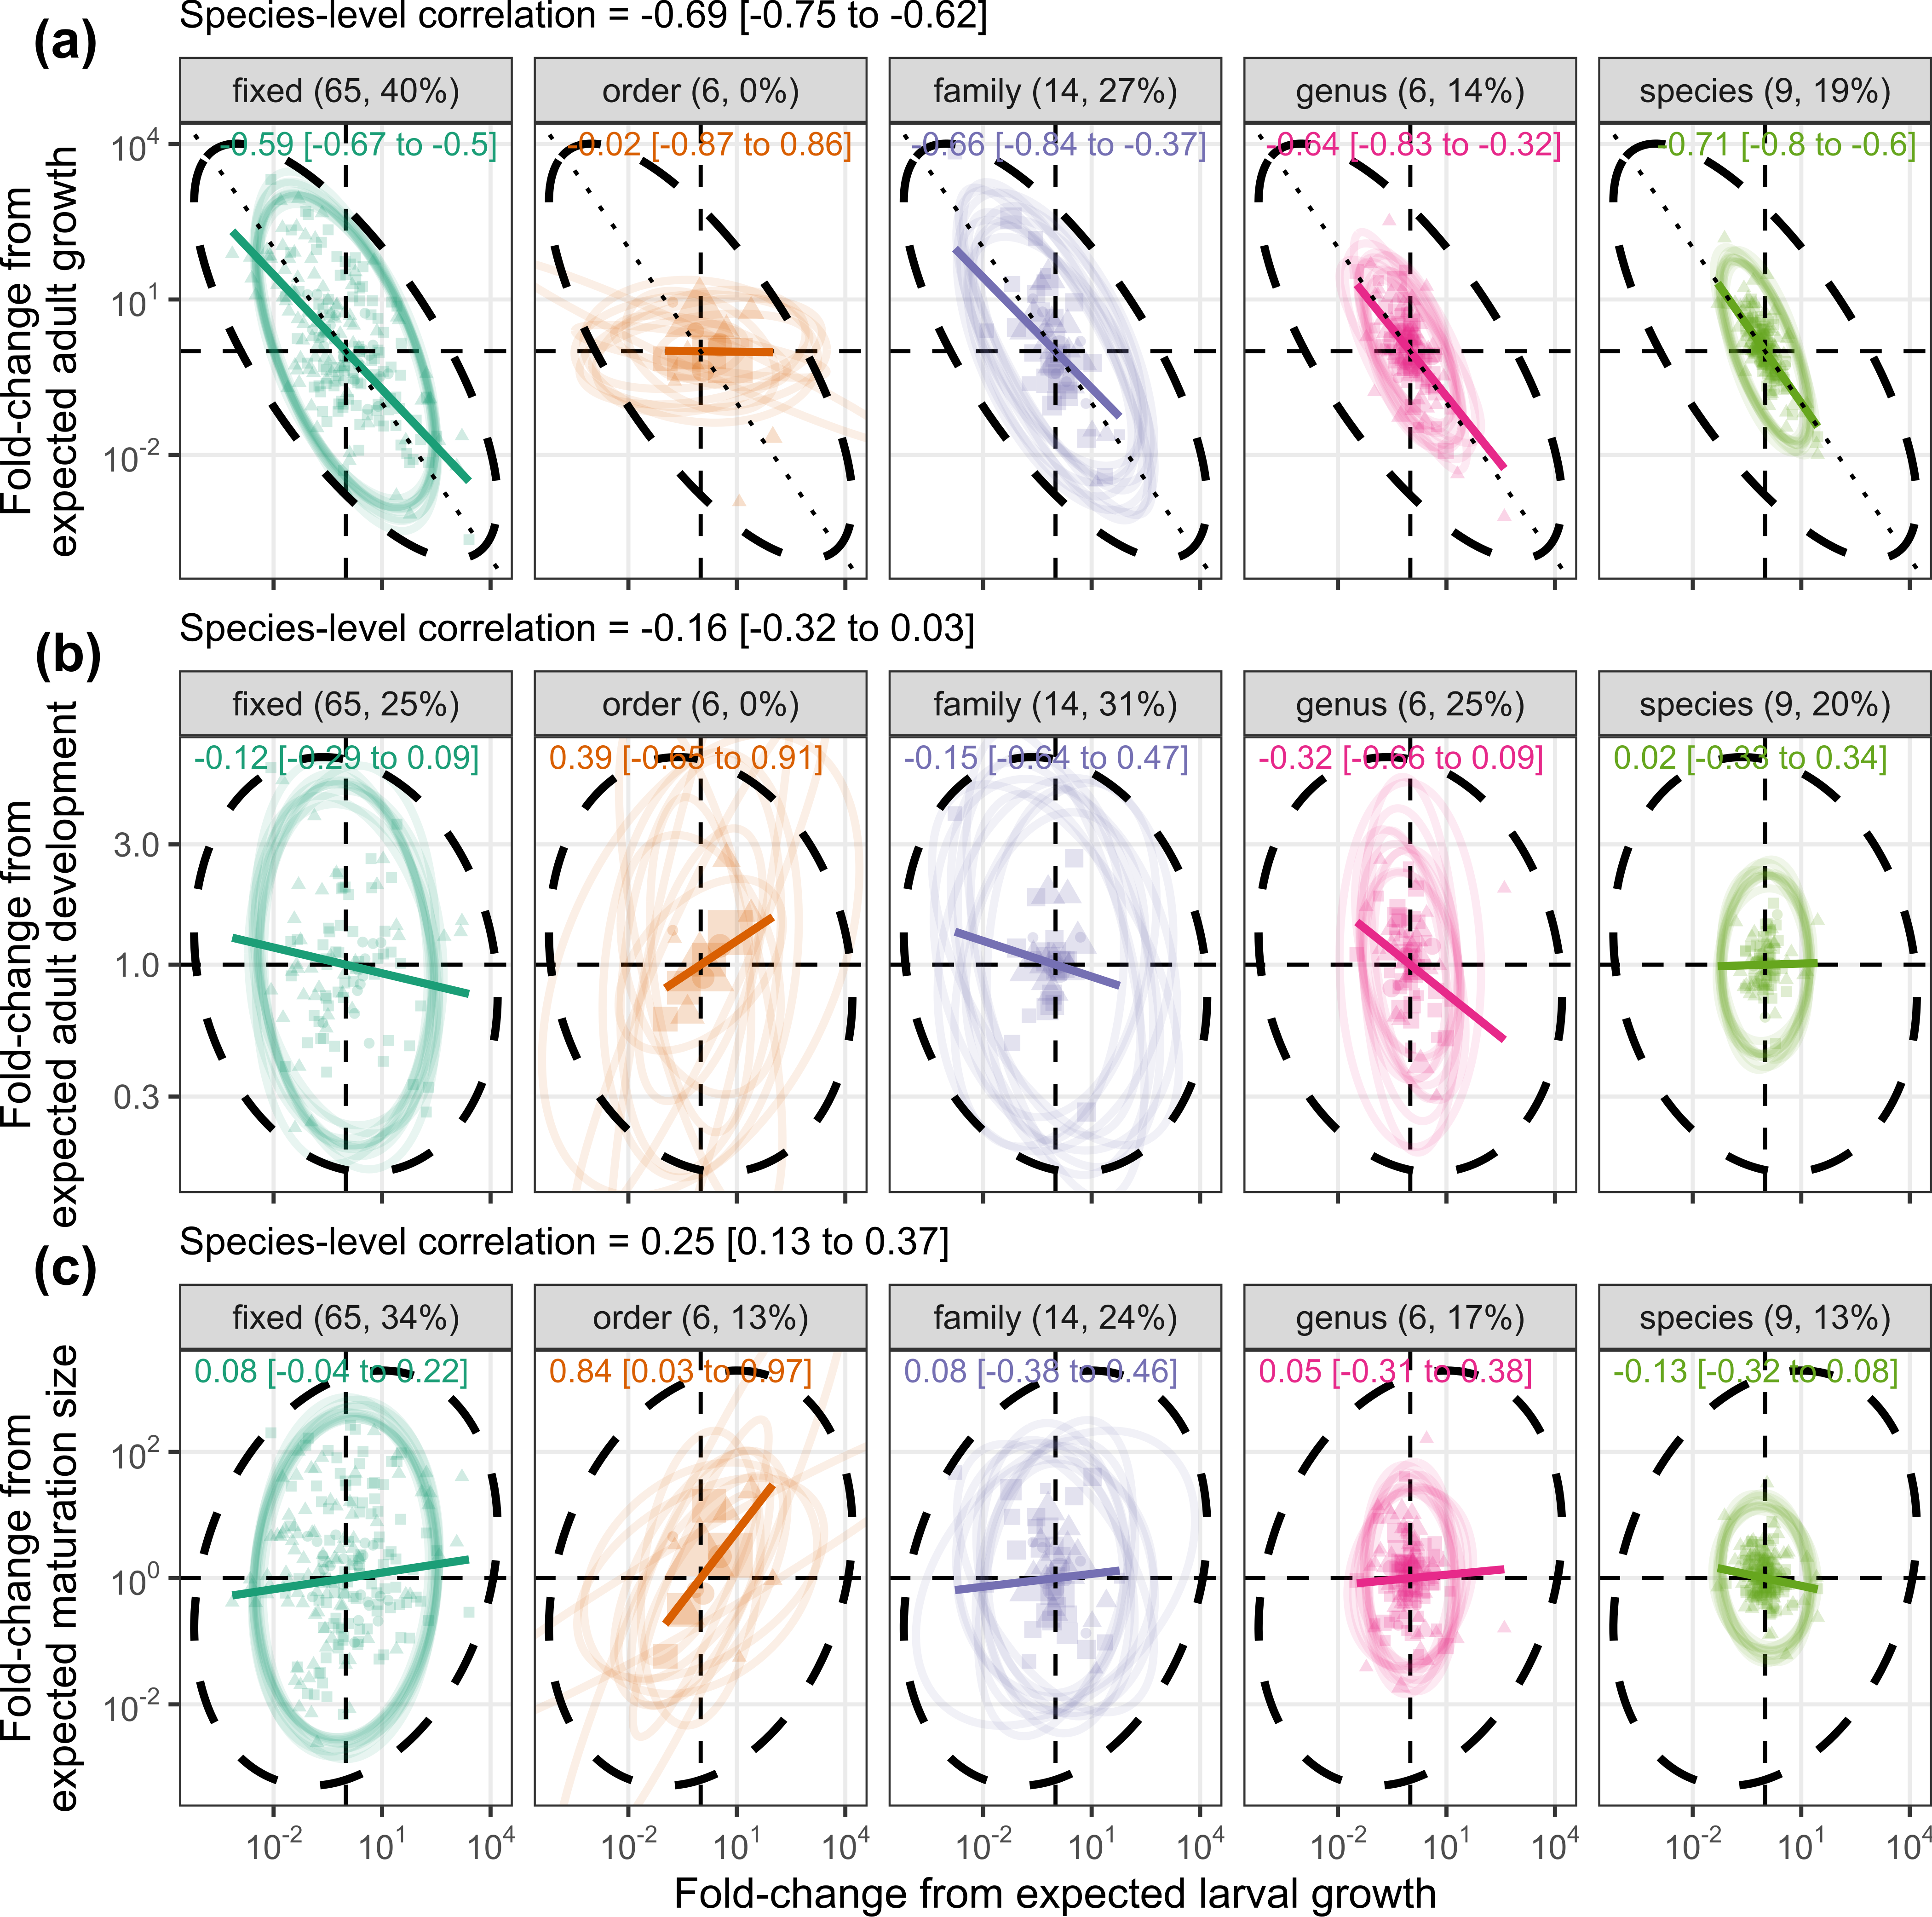 (a)
Species-level correlation = -0.69 [-0.75 to -0.62]
fixed (65, 40%)
order (6, 0%)
family (14, 27%)
genus (6, 14%)
species (9, 19%)
-0.59 [-0.67 to -0.5]
-0.02 [-0.87 to 0.86]
-0.66 [-0.84 to -0.37]
-0.64 [-0.83 to -0.32]
-0.71 [-0.8 to -0.6]
Fold-change from
expected adult growth
10^4
10^1
10^-2
(b)
Species-level correlation = -0.16 [-0.32 to 0.03]
fixed (65, 25%)
order (6, 0%)
family (14, 31%)
genus (6, 25%)
species (9, 20%)
-0.12 [-0.29 to 0.09]
0.39 [-0.65 to 0.91]
-0.15 [-0.64 to 0.47]
-0.32 [-0.66 to 0.09]
0.02 [-0.33 to 0.34]
Fold-change from
expected adult development
3.0
1.0
0.3
(c)
Species-level correlation = 0.25 [0.13 to 0.37]
fixed (65, 34%)
order (6, 13%)
family (14, 24%)
genus (6, 17%)
species (9, 13%)
0.08 [-0.04 to 0.22]
0.84 [0.03 to 0.97]
0.08 [-0.38 to 0.46]
0.05 [-0.31 to 0.38]
-0.13 [-0.32 to 0.08]
Fold-change from
expected maturation size
10^2
10^0
10^-2
10^-2 10^1 10^4
10^-2 10^1 10^4
10^-2 10^1 10^4
10^-2 10^1 10^4
10^-2 10^1 10^4
Fold-change from expected larval growth